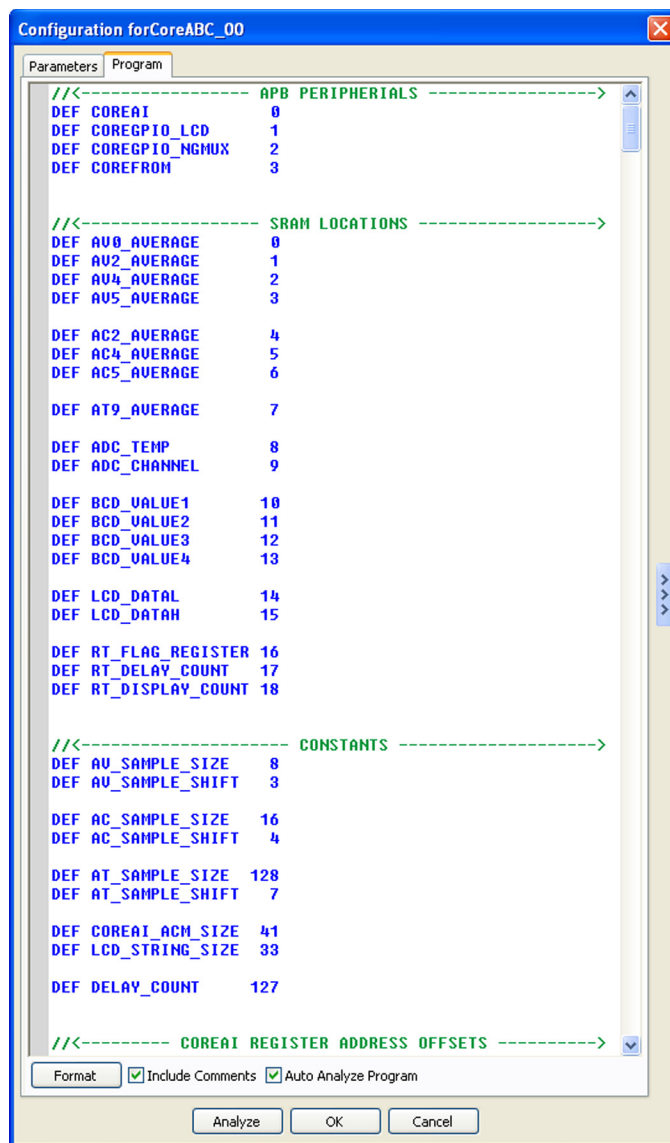 Configuration forCoreABC_00
Parameters Program
//<----------------- APB PERIPHERIALS ----------------->
DEF COREAI 0
DEF COREGPIO_LCD 1
DEF COREGPIO_NGMUX 2
DEF COREFROM 3
//<------------------ SRAM LOCATIONS ------------------>
DEF AV0_AVERAGE 0
DEF AV2_AVERAGE 1
DEF AV4_AVERAGE 2
DEF AV5_AVERAGE 3
DEF AC2_AVERAGE 4
DEF AC4_AVERAGE 5
DEF AC5_AVERAGE 6
DEF AT9_AVERAGE 7
DEF ADC_TEMP 8
DEF ADC_CHANNEL 9
DEF BCD_VALUE1 10
DEF BCD_VALUE2 11
DEF BCD_VALUE3 12
DEF BCD_VALUE4 13
DEF LCD_DATAL 14
DEF LCD_DATAH 15
DEF RT_FLAG_REGISTER 16
DEF RT_DELAY_COUNT 17
DEF RT_DISPLAY_COUNT 18
//<--------------------- CONSTANTS -------------------->
DEF AV_SAMPLE_SIZE 8
DEF AV_SAMPLE_SHIFT 3
DEF AC_SAMPLE_SIZE 16
DEF AC_SAMPLE_SHIFT 4
DEF AT_SAMPLE_SIZE 128
DEF AT_SAMPLE_SHIFT 7
DEF COREAI_ACM_SIZE 41
DEF LCD_STRING_SIZE 33
DEF DELAY_COUNT 127
//<--------- COREAI REGISTER ADDRESS OFFSETS ---------->
Format Include Comments Auto Analyze Program
Analyze OK Cancel